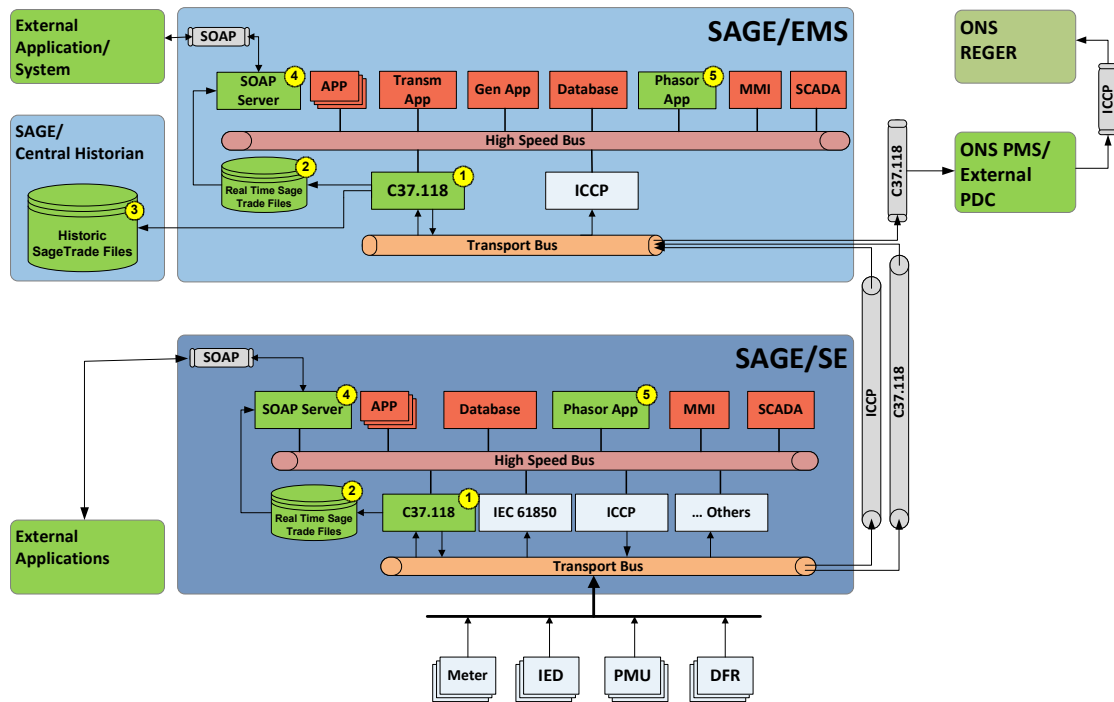 External
Application/
System
SOAP
SAGE/EMS
SOAP
Server
4
APP
Transm
App
Gen App
Database
Phasor
App
5
MMI
SCADA
High Speed Bus
Real Time Sage
Trade Files
2
C37.118
1
ICCP
Transport Bus
SAGE/
Central Historian
3
Historic
SageTrade Files
C37.118
ONS
REGER
ICCP
ONS PMS/
External
PDC
ICCP
C37.118
SOAP
SAGE/SE
SOAP Server
4
APP
Database
Phasor App
5
MMI
SCADA
High Speed Bus
Real Time Sage
Trade Files
2
C37.118
1
IEC 61850
ICCP
... Others
Transport Bus
External
Applications
Meter
IED
PMU
DFR